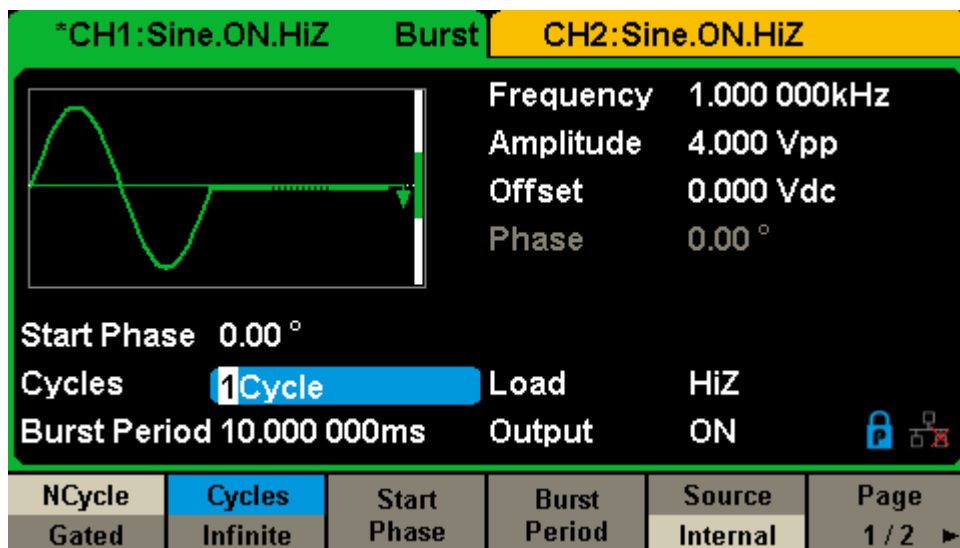 *CH1:Sine.ON.HiZ Burst CH2:Sine.ON.HiZ
Frequency 1.000 000kHz
Amplitude 4.000 Vpp
Offset 0.000 Vdc
Phase 0.00 °
Start Phase 0.00 °
Cycles 1Cycle Load HiZ
Burst Period 10.000 000ms Output ON P
NCycle Cycles Start Burst Source Page
Gated Infinite Phase Period Internal 1 / 2 ►